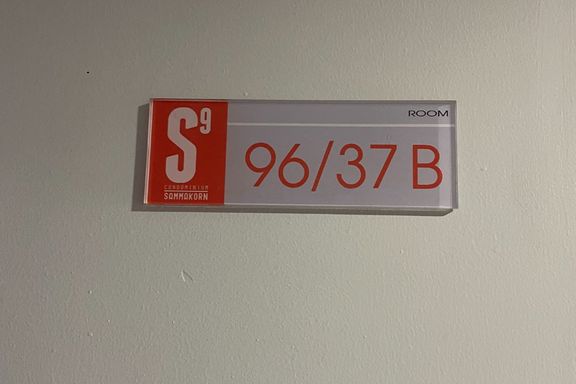 S9
CONDOMINIUM
SAMMAKORN
ROOM
96/37 B